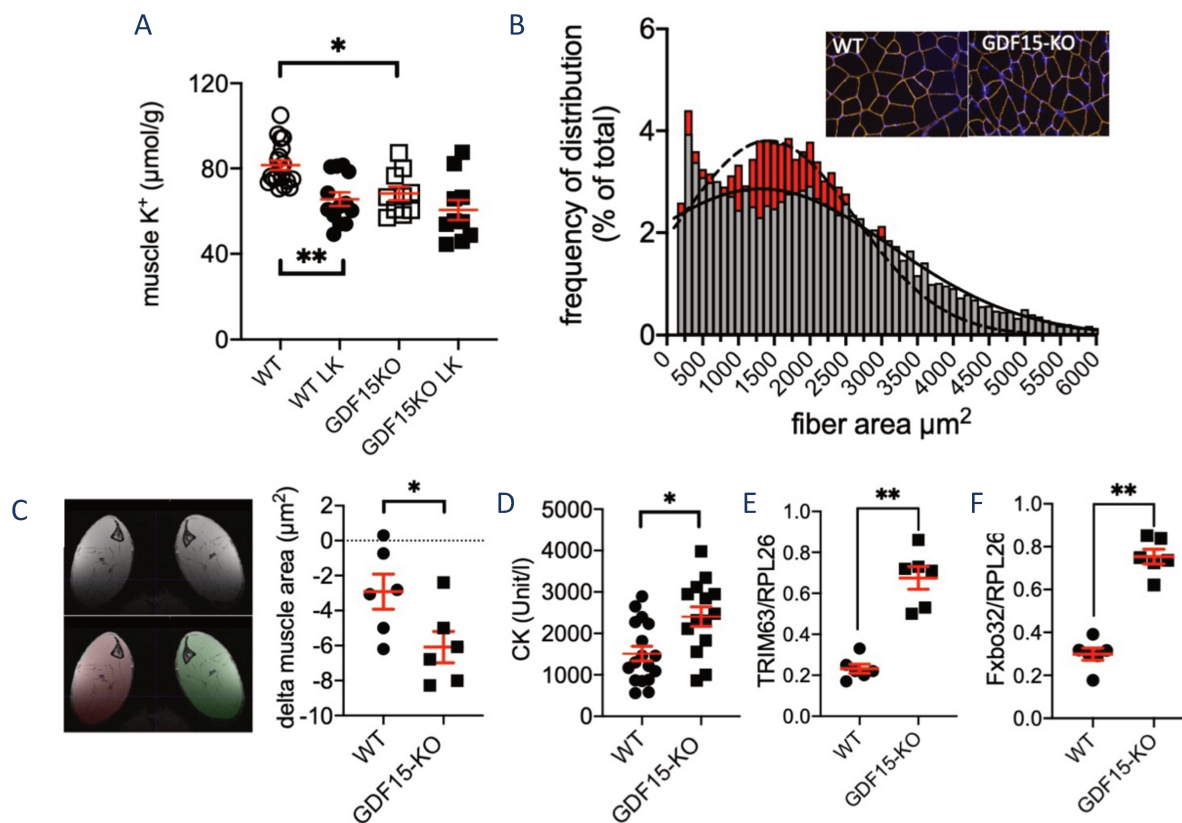 A
*
120
80
40
0
muscle K+ (μmol/g)
**
WT
WT LK
GDF15KO
GDF15KO LK
B
WT
GDF15-KO
6
4
2
0
frequency of distribution
(% of total)
0
500
1000
1500
2000
2500
3000
3500
4000
4500
5000
5500
6000
fiber area μm2
C
*
2
0
-2
-4
-6
-8
-10
delta muscle area (μm2)
WT
GDF15-KO
D
*
5000
4000
3000
2000
1000
0
CK (Unit/l)
WT
GDF15-KO
E
**
1.0
0.8
0.6
0.4
0.2
0.0
TRIM63/RPL26
WT
GDF15-KO
F
**
1.0
0.8
0.6
0.4
0.2
0.0
Fxbo32/RPL26
WT
GDF15-KO